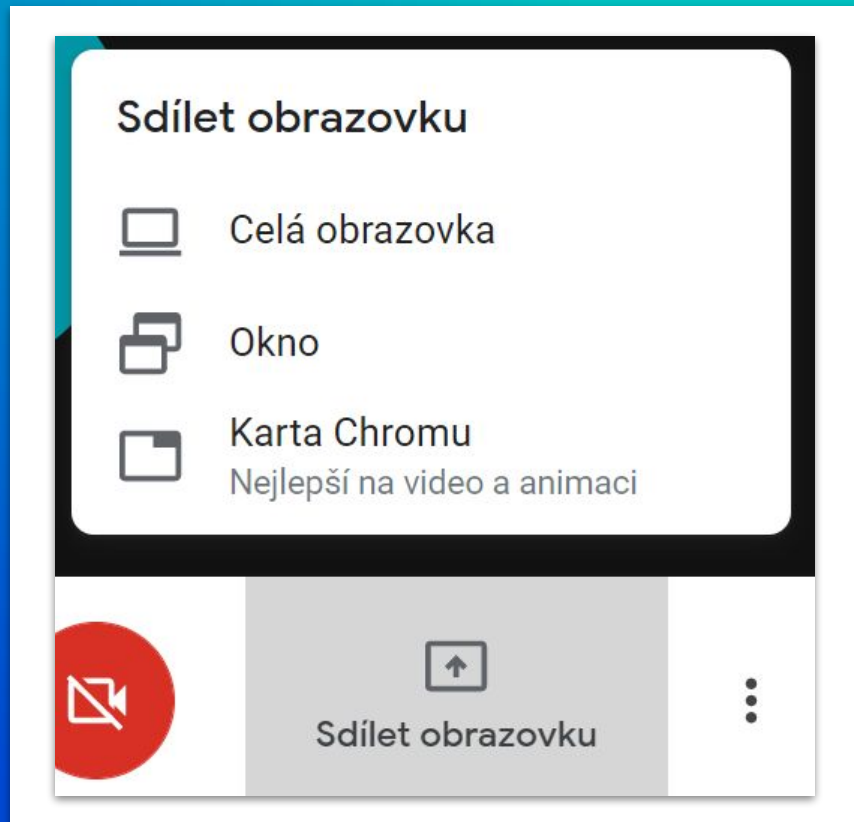 Sdílet obrazovku
Celá obrazovka
Okno
Karta Chromu
Nejlepší na video a animaci
Sdílet obrazovku